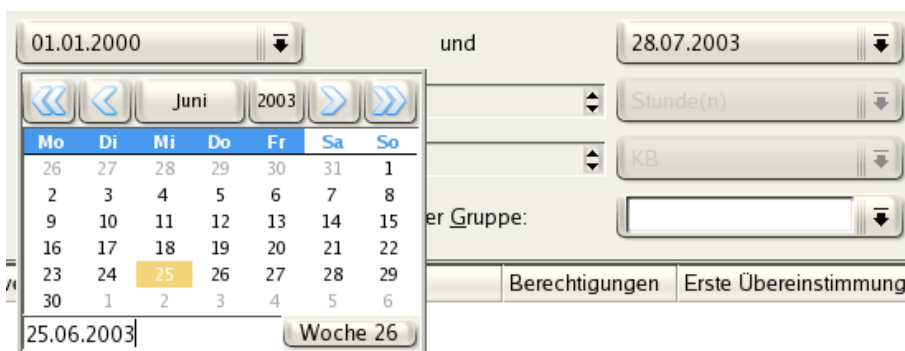 01.01.2000 und 28.07.2003
Juni 2003
Stunde(n)
Mo Di Mi Do Fr Sa So
26 27 28 29 30 31 1
KB
2 3 4 5 6 7 8
9 10 11 12 13 14 15
er Gruppe:
16 17 18 19 20 21 22
23 24 25 26 27 28 29
Berechtigungen Erste Übereinstimmung
30 1 2 3 4 5 6
25.06.2003 Woche 26